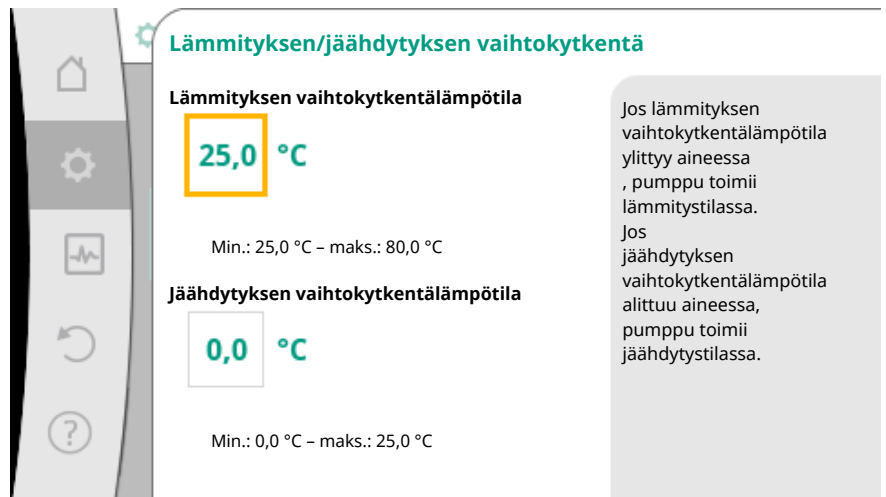 Lämmityksen/jäähdytyksen vaihtokytkentä
Lämmityksen vaihtokytkentälämpötila
25,0 °C
Min.: 25,0 °C – maks.: 80,0 °C
Jäähdytyksen vaihtokytkentälämpötila
0,0 °C
Min.: 0,0 °C – maks.: 25,0 °C
Jos lämmityksen
vaihtokytkentälämpötila
ylittyy aineessa
, pumppu toimii
lämmitystilassa.
Jos
jäähdytyksen
vaihtokytkentälämpötila
alittuu aineessa,
pumppu toimii
jäähdytystilassa.
?